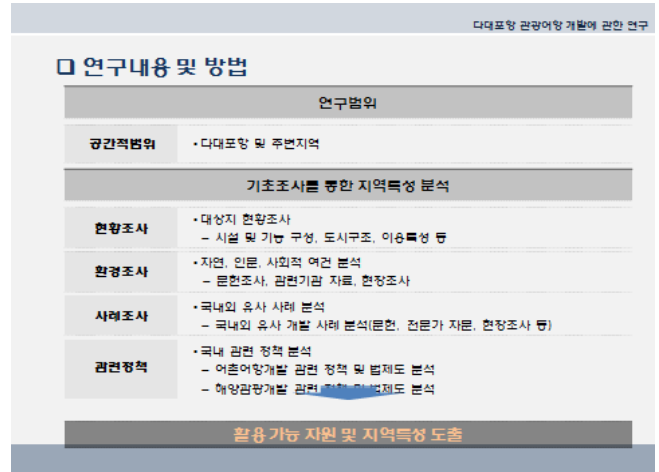 다대포항 관광어항 개발에 관한 연구
□ 연구내용 및 방법
연구범위
공간적범위
• 다대포항 및 주변지역
기초조사를 통한 지역특성 분석
현황조사
• 대상지 현황조사
– 시설 및 기능 구성, 도시구조, 이용특성 등
환경조사
• 자연, 인문, 사회적 여건 분석
– 문헌조사, 관련기관 자료, 현장조사
사례조사
• 국내외 유사 사례 분석
– 국내외 유사 개발 사례 분석(문헌, 전문가 자문, 현장조사 등)
관련정책
• 국내 관련 정책 분석
– 어촌어항개발 관련 정책 및 법제도 분석
– 해양관광개발 관련 정책 및 법제도 분석
활용가능 자원 및 지역특성 도출